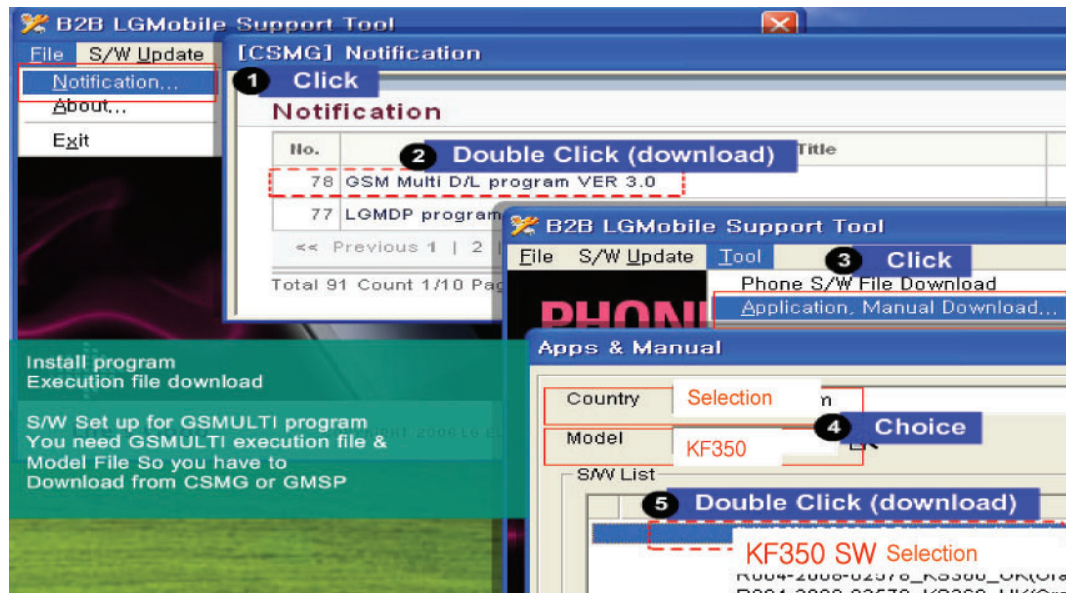 B2B LGMobile Support Tool
File S/W Update
Notification...
About...
Exit
[CSMG] Notification
1 Click
Notification
No. Title
2 Double Click (download)
78 GSM Multi D/L program VER 3.0
77 LGMDP program
<< Previous 1 | 2 |
Total 91 Count 1/10 Pag
B2B LGMobile Support Tool
File S/W Update Tool
3 Click
Phone S/W File Download
Application, Manual Download...
PHON
Install program
Execution file download
S/W Set up for GSMULTI program
You need GSMULTI execution file &
Model File So you have to
Download from CSMG or GMSP
Apps & Manual
Country Selection
4 Choice
Model KF350
S/W List
5 Double Click (download)
KF350 SW Selection